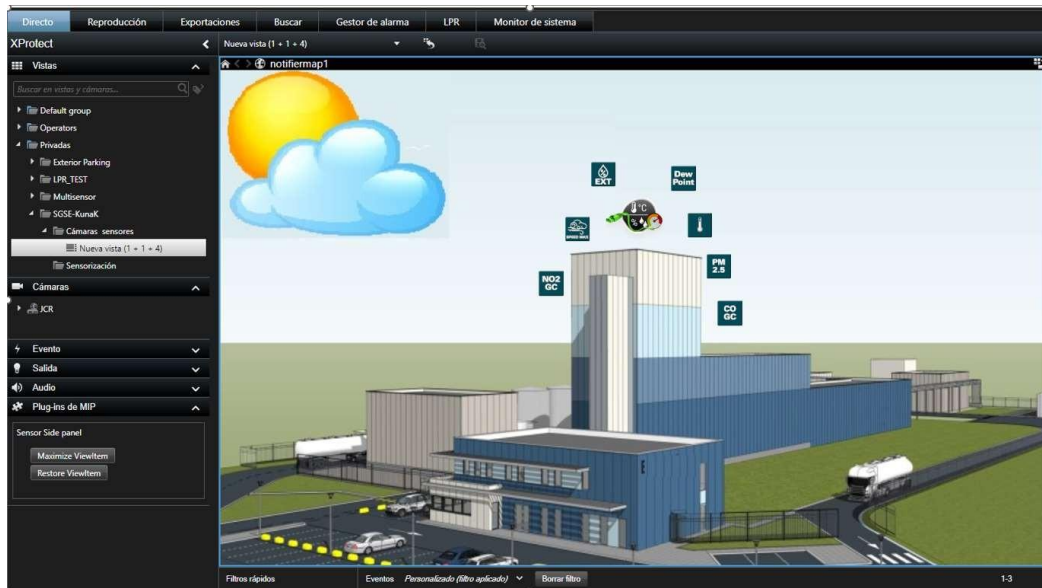 Directo Reproducción Exportaciones Buscar Gestor de alarma LPR Monitor de sistema
XProtect
Nueva vista (1 + 1 + 4)
Vistas
notifiermap1
Buscar en vistas y cámaras...
Default group
Operators
Privadas
Exterior Parking
LPR_TEST
Multisensor
SGSE-KunaK
Cámaras sensores
Nueva vista (1 + 1 + 4)
Sensorización
Cámaras
JCR
Evento
Salida
Audio
Plug-ins de MIP
Sensor Side panel
Maximize ViewItem
Restore ViewItem
EXT
Dew
Point
°C
PM
2.5
NO2
GC
CO
GC
Filtros rápidos Eventos Personalizado (filtro aplicado) Borrar filtro 1-3